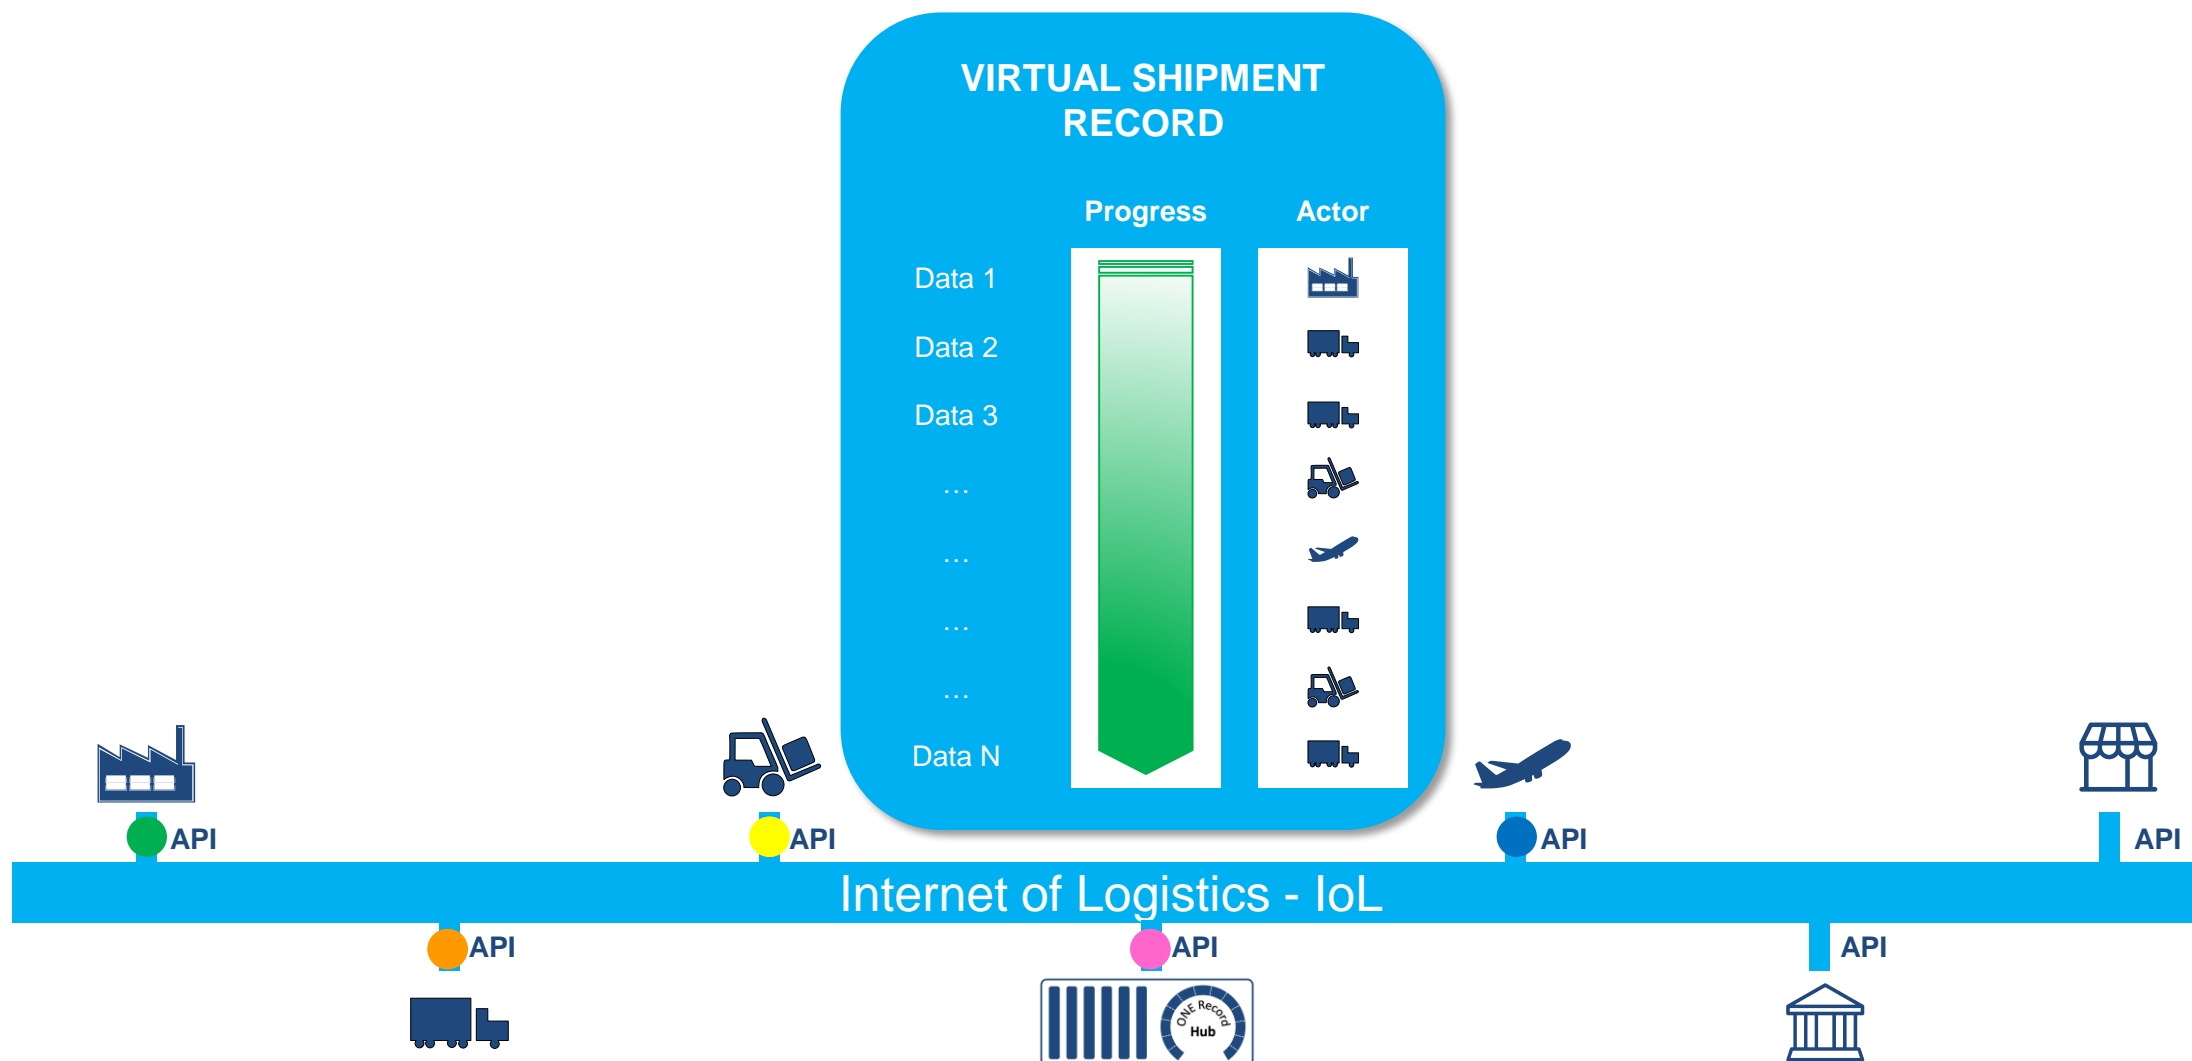 VIRTUAL SHIPMENT
RECORD
Progress
Actor
Data 1
Data 2
Data 3
…
…
…
…
Data N
API
API
API
API
Internet of Logistics - IoL
API
API
API
ONE Record
Hub